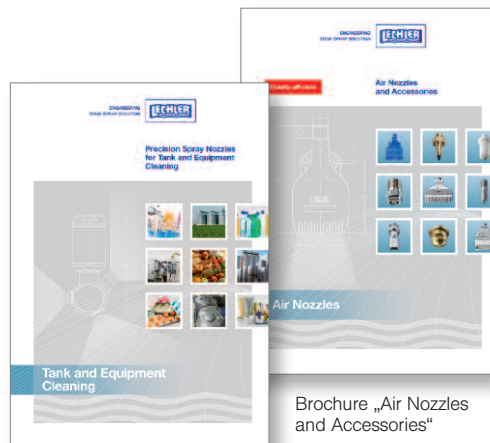 ENGINEERING
YOUR SPRAY SOLUTION
LECHLER
Air Nozzles
and Accessories
Air Nozzles
ENGINEERING
YOUR SPRAY SOLUTION
LECHLER
Precision Spray Nozzles
for Tank and Equipment
Cleaning
Tank and Equipment
Cleaning
Brochure „Air Nozzles
and Accessories“